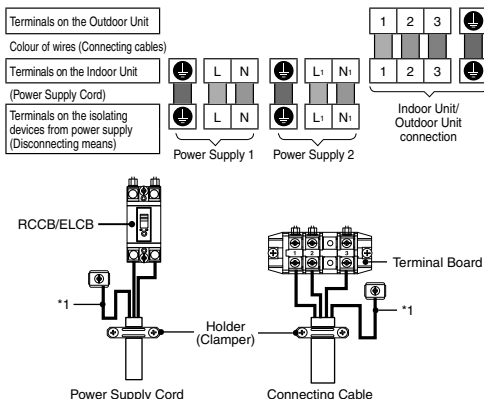 Terminals on the Outdoor Unit
1 2 3
Colour of wires (Connecting cables)
Terminals on the Indoor Unit
L N
L1 N1
1 2 3
(Power Supply Cord)
Terminals on the isolating
devices from power supply
(Disconnecting means)
L N
L1 N1
Indoor Unit/
Outdoor Unit
connection
Power Supply 1
Power Supply 2
RCCB/ELCB
1 2 3
Terminal Board
*1
*1
Holder
(Clamper)
Power Supply Cord
Connecting Cable